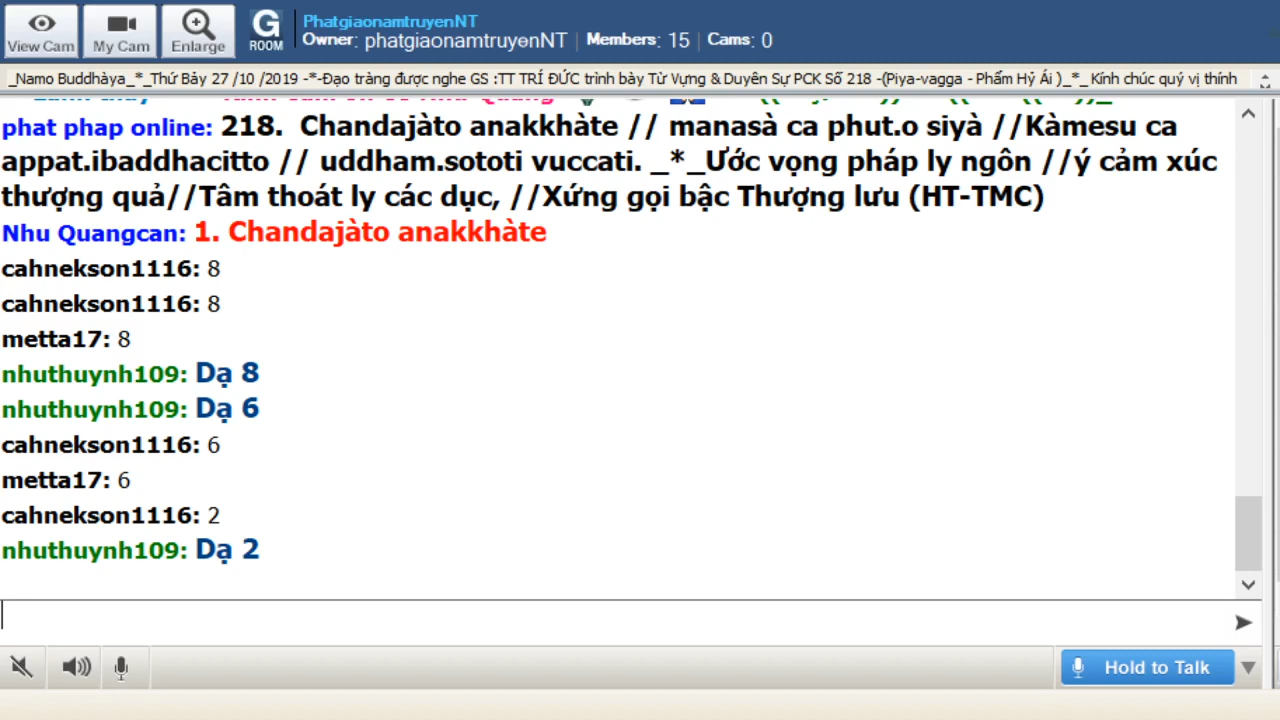 PhatgiaonamtruyenNT
View Cam My Cam Enlarge G ROOM Owner: phatgiaonamtruyenNT | Members: 15 | Cams: 0
_Namo Buddhàya_*_Thứ Bảy 27 /10 /2019 -*-Đạo tràng được nghe GS :TT TRÍ ĐỨC trình bày Từ Vựng & Duyên Sự PCK Số 218 -(Piya-vagga - Phẩm Hỷ Ái )_*_ Kính chúc quý vị thính
phat phap online: 218. Chandajàto anakkhàte // manasà ca phut.o siyà //Kàmesu ca
appat.ibaddhacitto // uddham.sototi vuccati. _*_Ước vọng pháp ly ngôn //ý cảm xúc
thượng quả//Tâm thoát ly các dục, //Xứng gọi bậc Thượng lưu (HT-TMC)
Nhu Quangcan: 1. Chandajàto anakkhàte
cahnekson1116: 8
cahnekson1116: 8
metta17: 8
nhuthuynh109: Dạ 8
nhuthuynh109: Dạ 6
cahnekson1116: 6
metta17: 6
cahnekson1116: 2
nhuthuynh109: Dạ 2
Hold to Talk